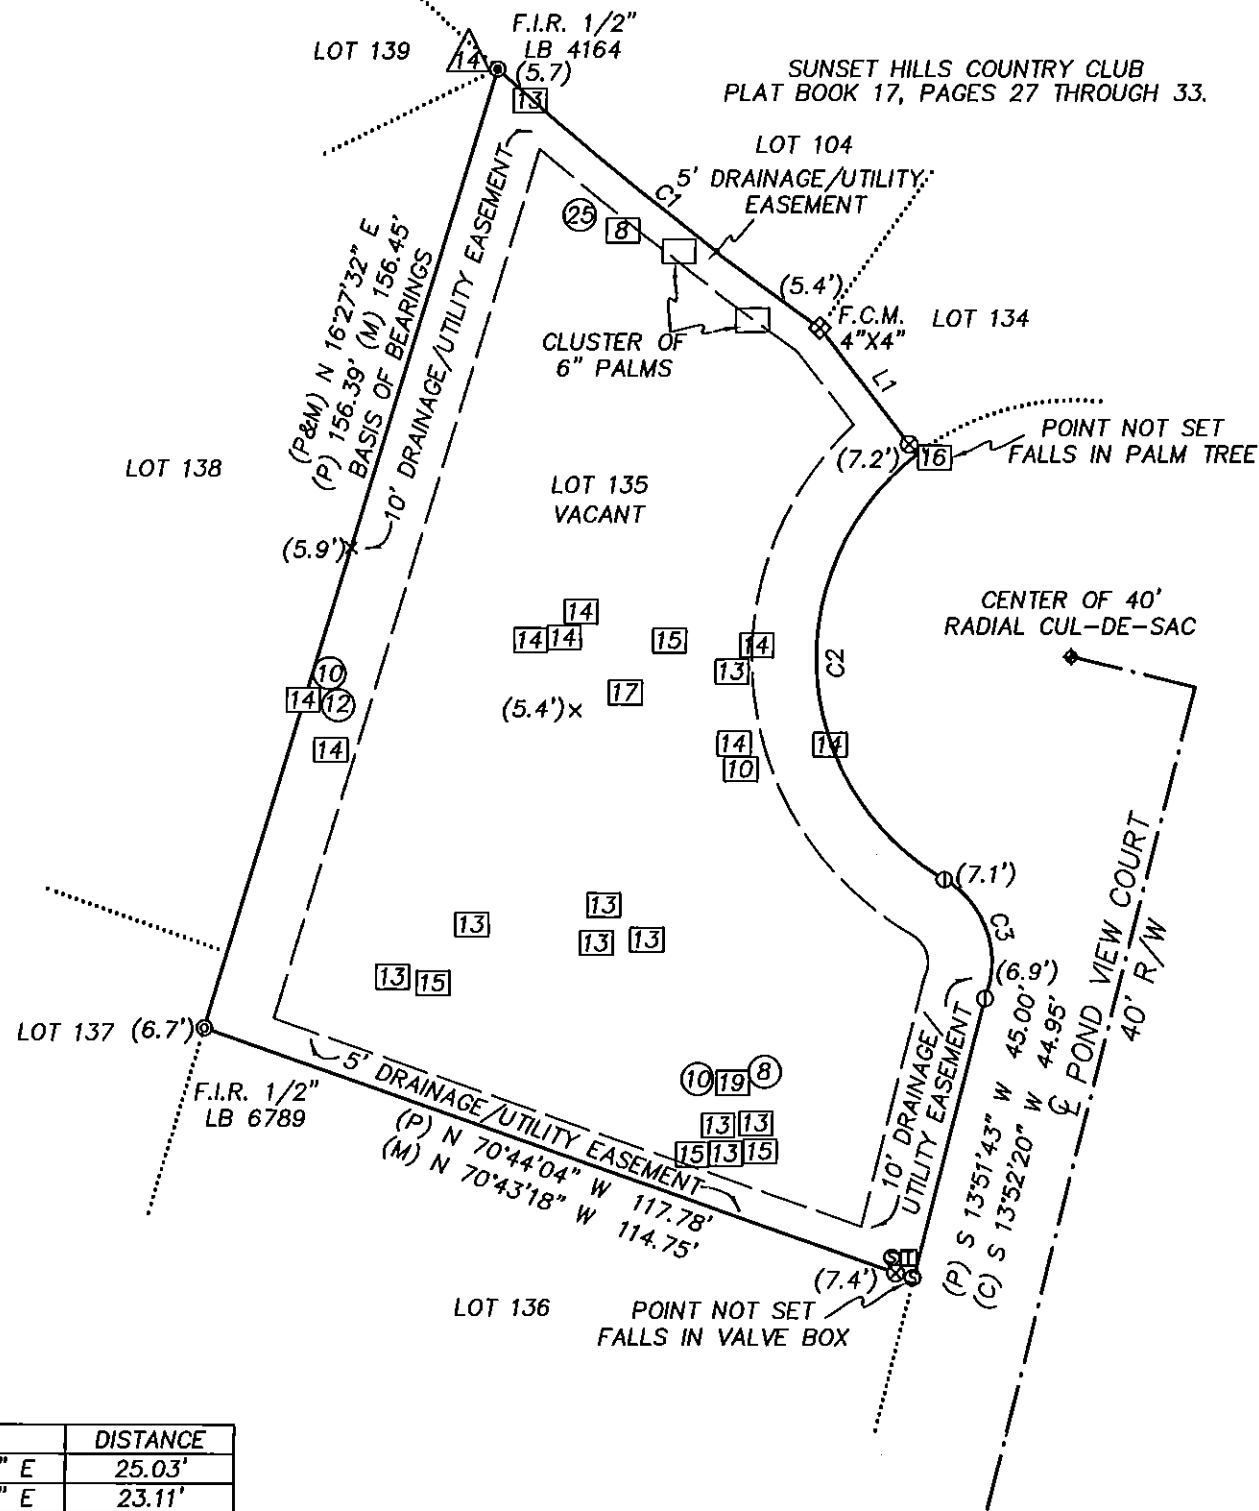 F.I.R. 1/2"
LB 4164
LOT 139
14
(5.7)
13
SUNSET HILLS COUNTRY CLUB
PLAT BOOK 17, PAGES 27 THROUGH 33.
LOT 104
5' DRAINAGE/UTILITY
EASEMENT
C1
25
8
(5.4')
F.C.M.
4"X4"
LOT 134
CLUSTER OF
6" PALMS
L1
(P&M) N 16°27'32" E
(P) 156.39' (M) 156.45'
BASIS OF BEARINGS
10' DRAINAGE/UTILITY EASEMENT
(7.2')
16
POINT NOT SET
FALLS IN PALM TREE
LOT 138
LOT 135
VACANT
(5.9')
CENTER OF 40'
RADIAL CUL-DE-SAC
14
14
14
15
14
13
C2
10
14
12
17
(5.4')
14
14
10
14
(7.1')
C3
13
13
13
13
13
15
(6.9')
LOT 137
(6.7')
F.I.R. 1/2"
LB 6789
5' DRAINAGE/UTILITY EASEMENT
(P) N 70°44'04" W 117.78'
(M) N 70°43'18" W 114.75'
10
19
8
13
13
15
13
15
10' DRAINAGE/
UTILITY EASEMENT
(P) S 13°51'43" W 45.00'
(C) S 13°52'20" W 44.95'
℄ POND VIEW COURT
40' R/W
S
T
S
(7.4')
LOT 136
POINT NOT SET
FALLS IN VALVE BOX
DISTANCE
" E 25.03'
" E 23.11'